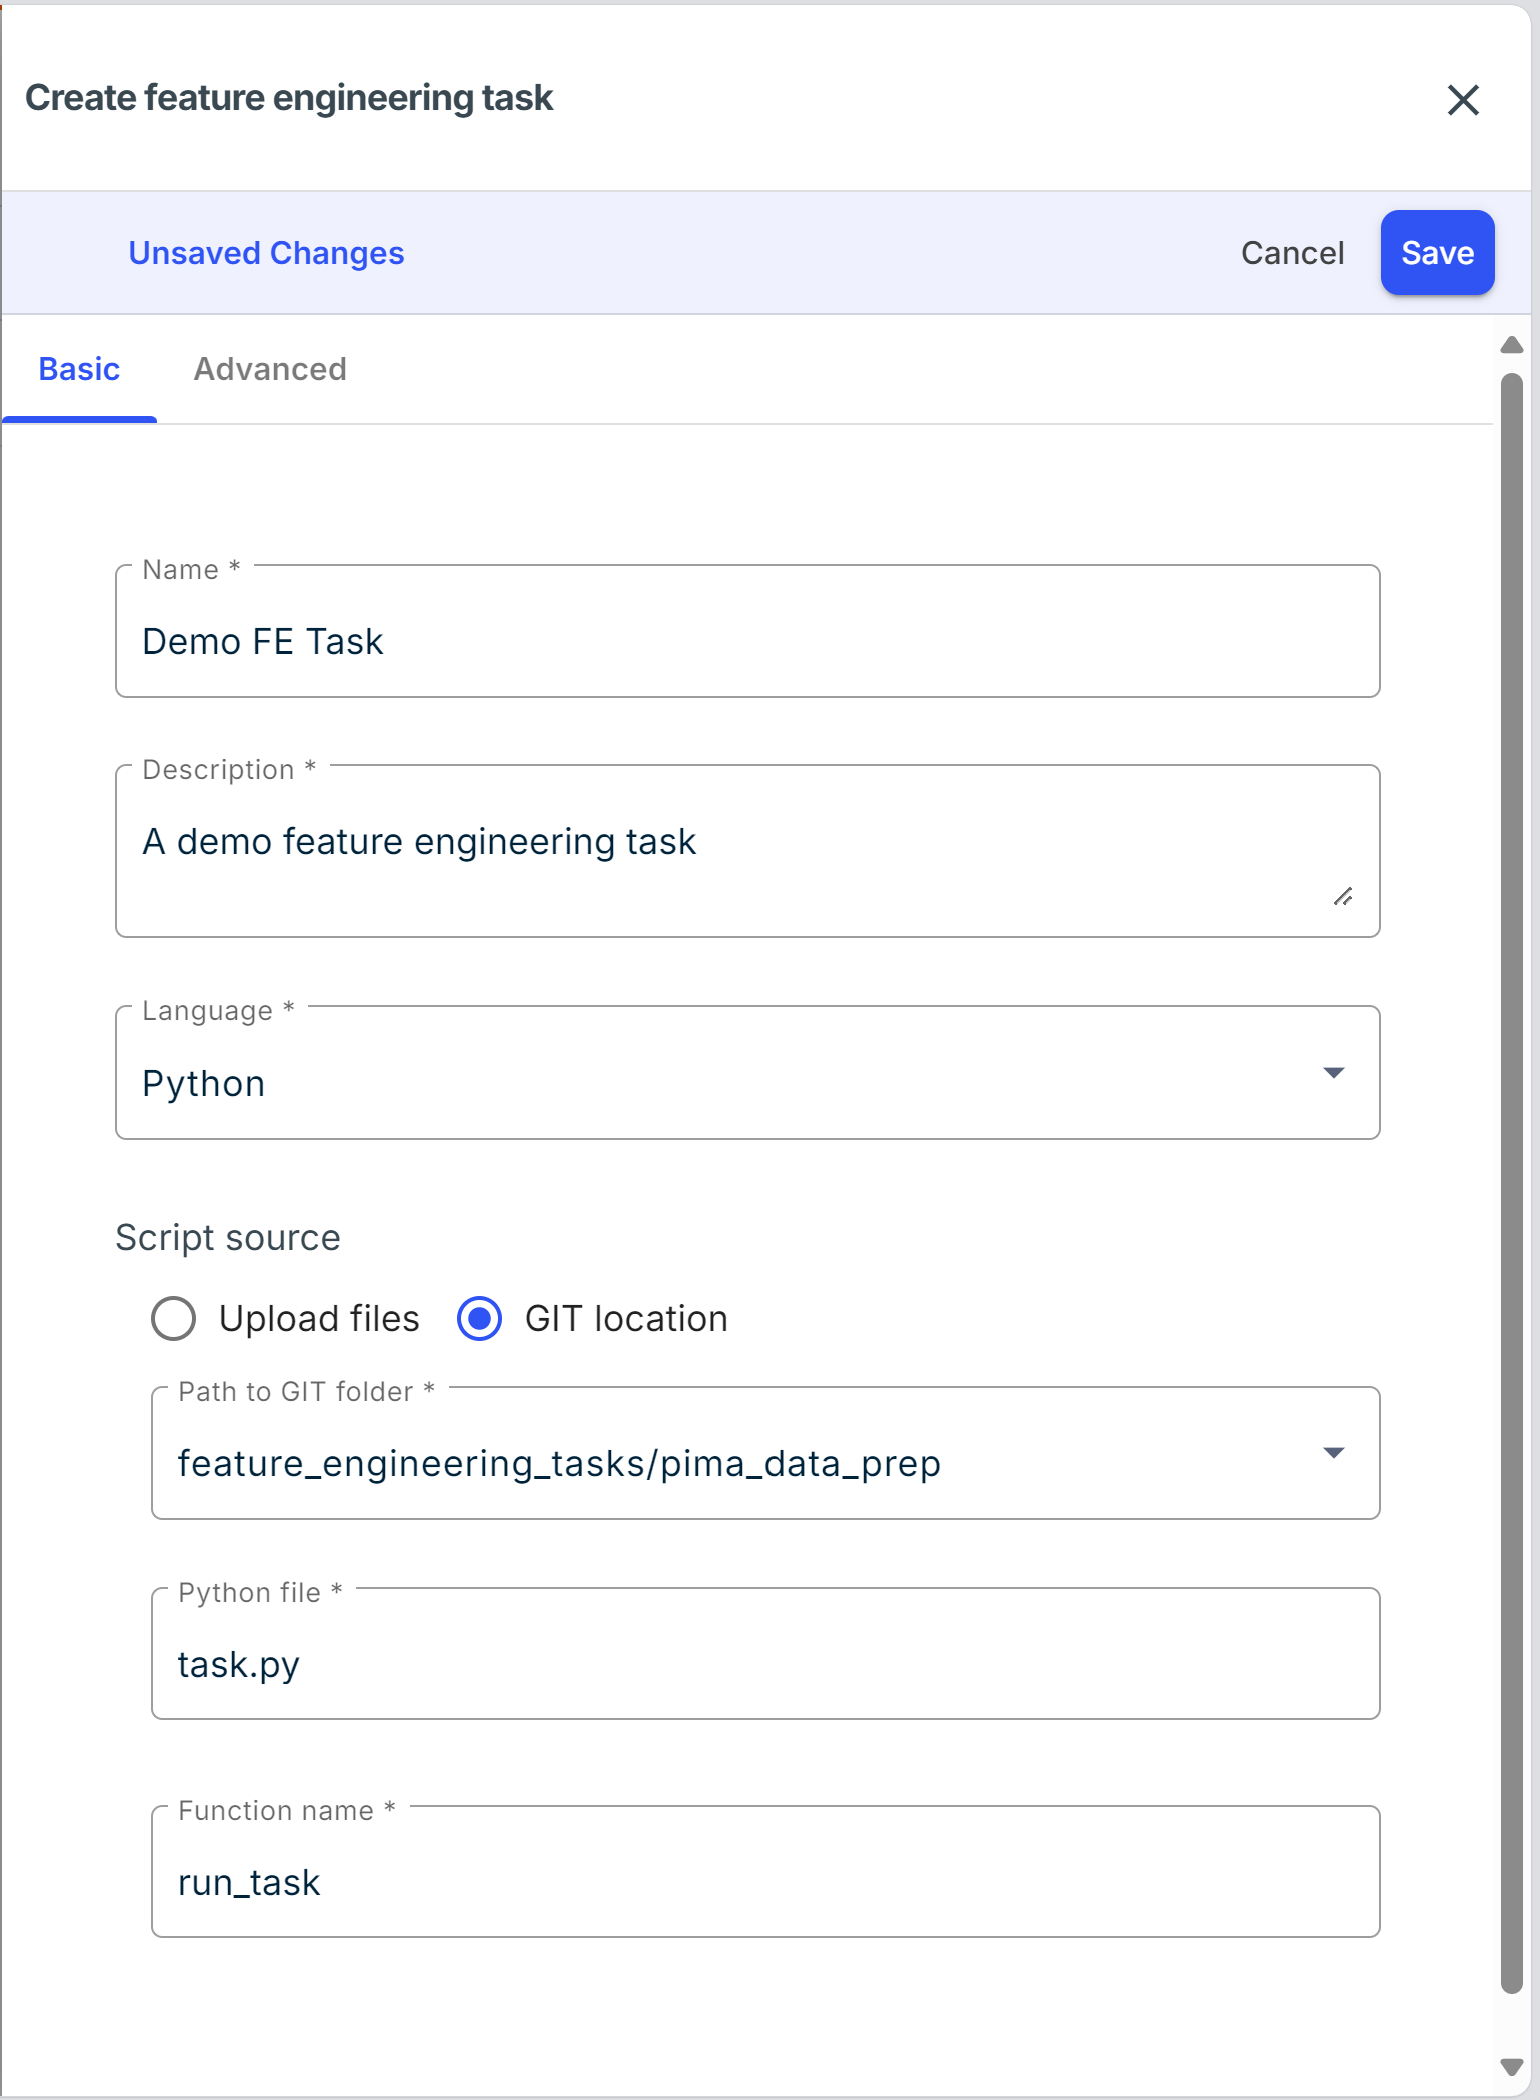 Create feature engineering task
Unsaved Changes Cancel Save
Basic Advanced
Name *
Demo FE Task
Description *
A demo feature engineering task
Language *
Python
Script source
Upload files GIT location
Path to GIT folder *
feature_engineering_tasks/pima_data_prep
Python file *
task.py
Function name *
run_task